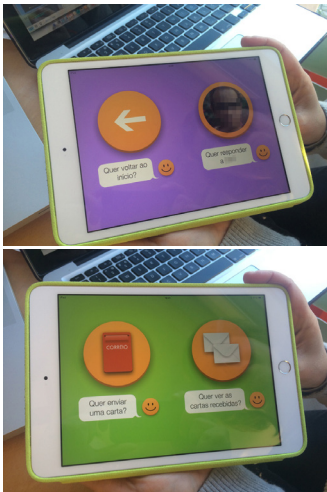 Quer voltar ao
início?
Quer responder
a
CORREIO
Quer enviar
uma carta?
Quer ver as
cartas recebidas?